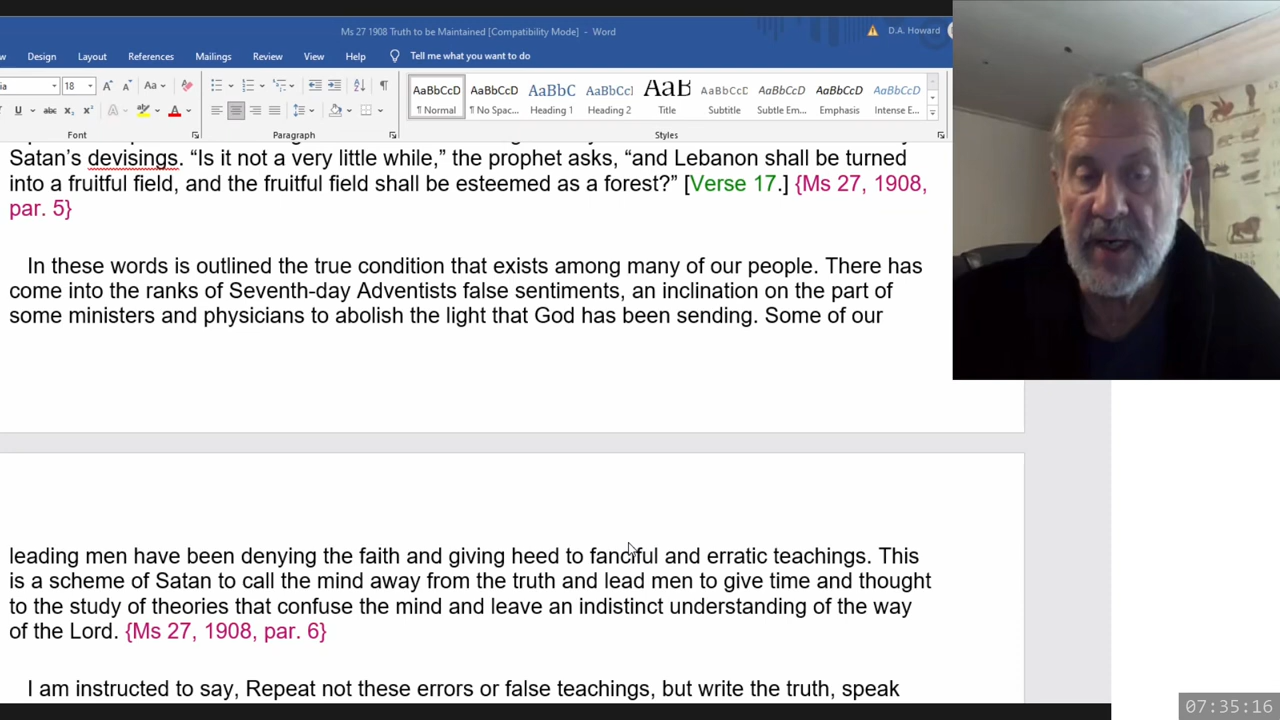 Ms 27 1908 Truth to be Maintained [Compatibility Mode] - Word
D.A. Howard
Design Layout References Mailings Review View Help Tell me what you want to do
18 Aa
U abc x₂ x² A
AaBbCcD AaBbCcD AaBbC AaBbCcI AaB AaBbCcD AaBbCcD AaBbCcD AaBbCcD
¶ Normal ¶ No Spac... Heading 1 Heading 2 Title Subtitle Subtle Em... Emphasis Intense E...
Font Paragraph Styles
Satan’s devisings. “Is it not a very little while,” the prophet asks, “and Lebanon shall be turned
into a fruitful field, and the fruitful field shall be esteemed as a forest?” [Verse 17.] {Ms 27, 1908,
par. 5}
In these words is outlined the true condition that exists among many of our people. There has
come into the ranks of Seventh-day Adventists false sentiments, an inclination on the part of
some ministers and physicians to abolish the light that God has been sending. Some of our
leading men have been denying the faith and giving heed to fanciful and erratic teachings. This
is a scheme of Satan to call the mind away from the truth and lead men to give time and thought
to the study of theories that confuse the mind and leave an indistinct understanding of the way
of the Lord. {Ms 27, 1908, par. 6}
I am instructed to say, Repeat not these errors or false teachings, but write the truth, speak
07:35:16